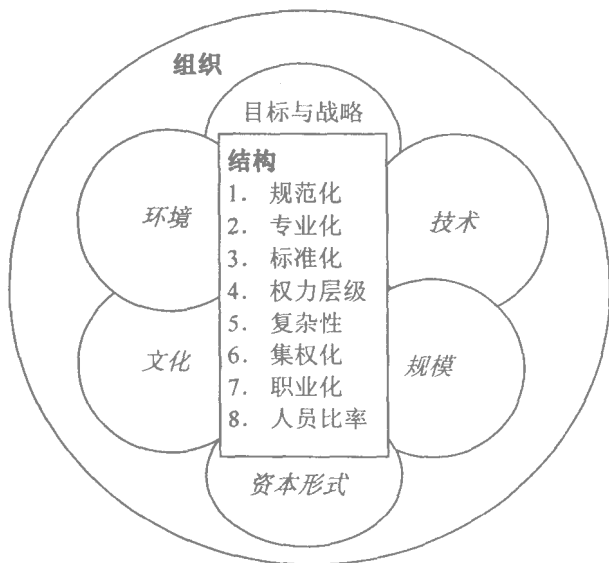 组织
目标与战略
环境
技术
结构
1. 规范化
2. 专业化
3. 标准化
4. 权力层级
5. 复杂性
6. 集权化
7. 职业化
8. 人员比率
文化
规模
资本形式